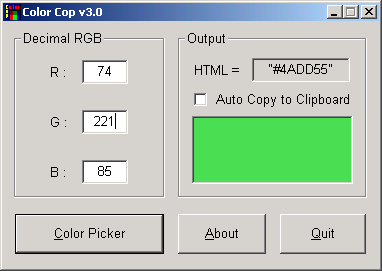 Color Cop v3.0
Decimal RGB
R : 74
G : 221
B : 85
Output
HTML = "#4ADD55"
Auto Copy to Clipboard
Color Picker
About
Quit